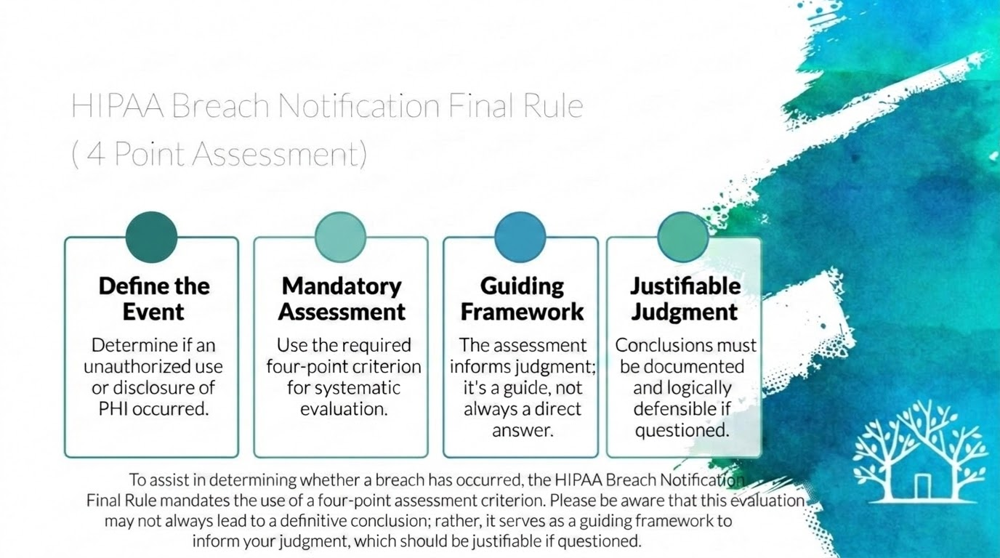 HIPAA Breach Notification Final Rule
( 4 Point Assessment)
Define the
Event
Determine if an
unauthorized use
or disclosure of
PHI occurred.
Mandatory
Assessment
Use the required
four-point criterion
for systematic
evaluation.
Guiding
Framework
The assessment
informs judgment;
it's a guide, not
always a direct
answer.
Justifiable
Judgment
Conclusions must
be documented
and logically
defensible if
questioned.
To assist in determining whether a breach has occurred, the HIPAA Breach Notification
Final Rule mandates the use of a four-point assessment criterion. Please be aware that this evaluation
may not always lead to a definitive conclusion; rather, it serves as a guiding framework to
inform your judgment, which should be justifiable if questioned.